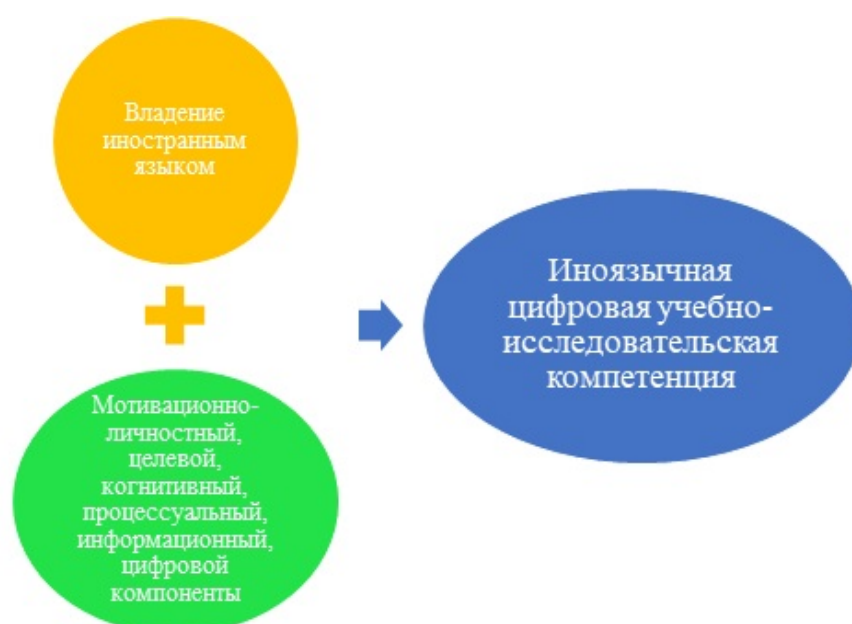 Владение
иностранным
языком
Мотивационно-
личностный,
целевой,
когнитивный,
процессуальный,
информационный,
цифровой
компоненты
Иноязычная
цифровая учебно-
исследовательская
компетенция